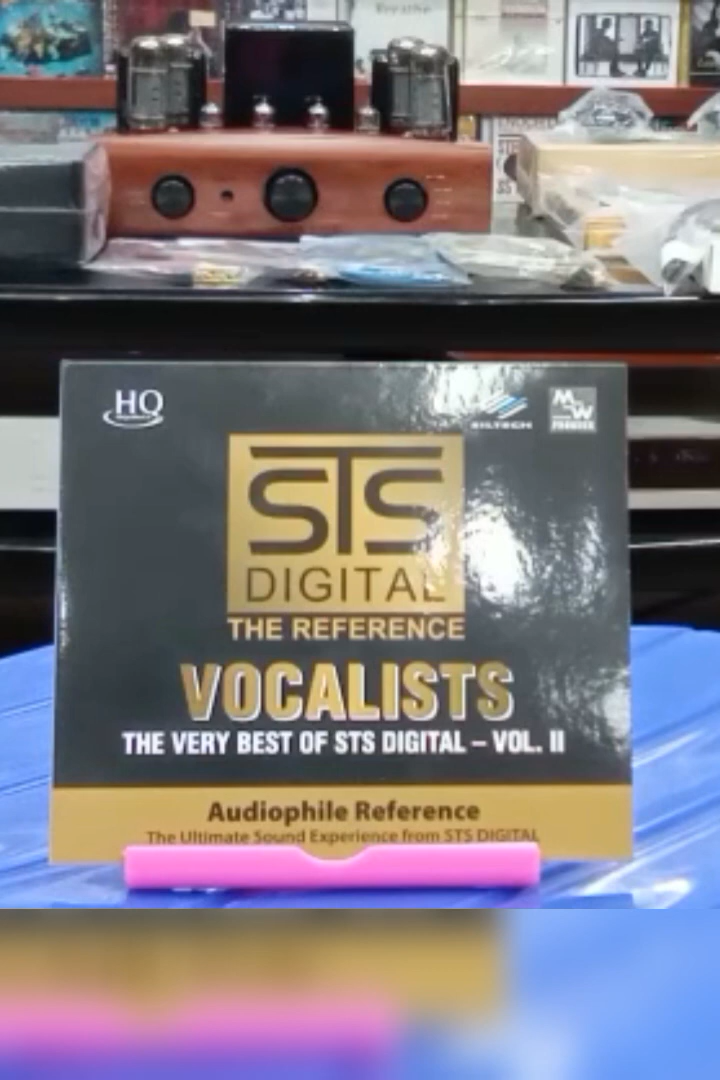 Breathe
HQ
SILTECH
STS
DIGITAL
THE REFERENCE
VOCALISTS
THE VERY BEST OF STS DIGITAL – VOL. II
Audiophile Reference
The Ultimate Sound Experience from STS DIGITAL